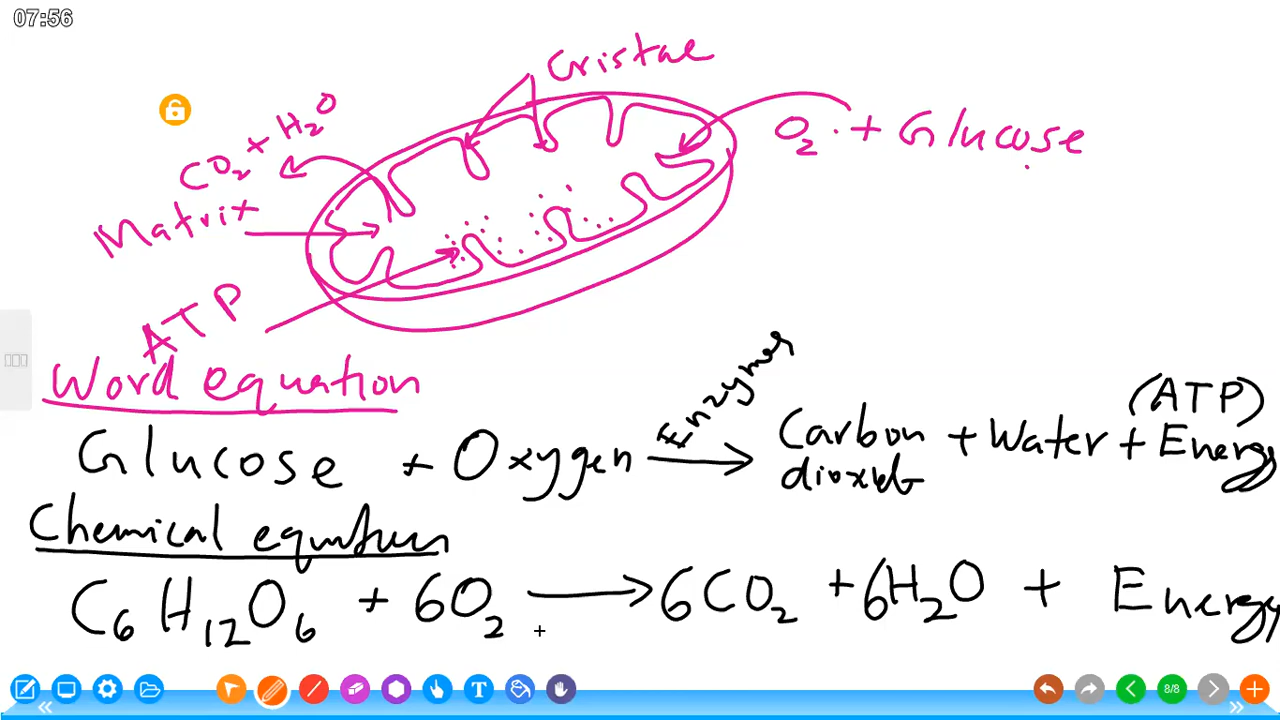 07:56
Cristae
CO2 + H2O
O2 + Glucose
Matrix
ATP
Word equation
Glucose + Oxygen Enzymes → Carbon dioxide + Water + Energy (ATP)
Chemical equation
C6H12O6 + 6O2 → 6CO2 + 6H2O + Energy
8/8